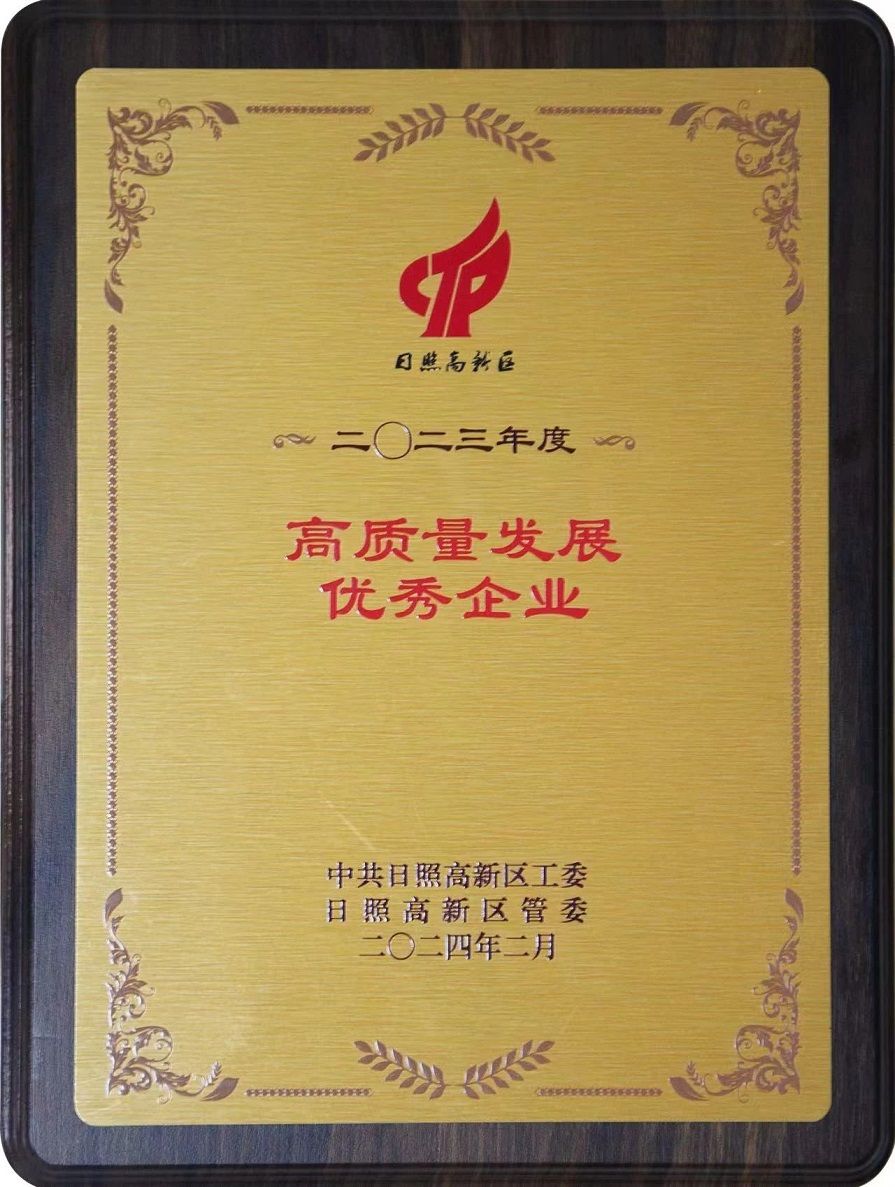 日照高新区
二〇二三年度
高质量发展
优秀企业
中共日照高新区工委
日照高新区管委
二〇二四年二月